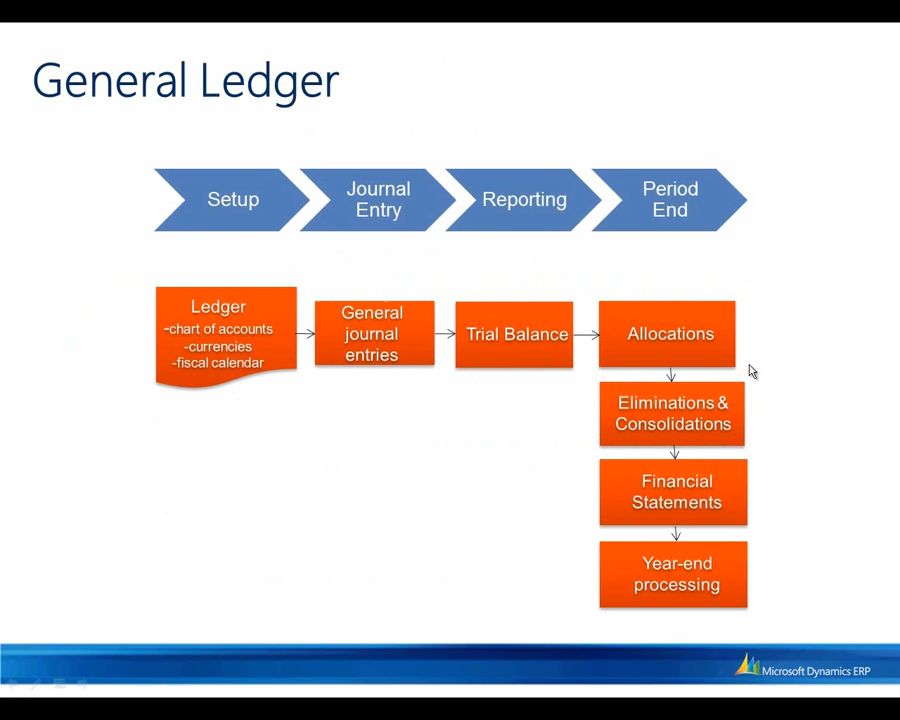 General Ledger
Setup
Journal
Entry
Reporting
Period
End
Ledger
-chart of accounts
-currencies
-fiscal calendar
General
journal
entries
Trial Balance
Allocations
Eliminations &
Consolidations
Financial
Statements
Year-end
processing
Microsoft Dynamics ERP